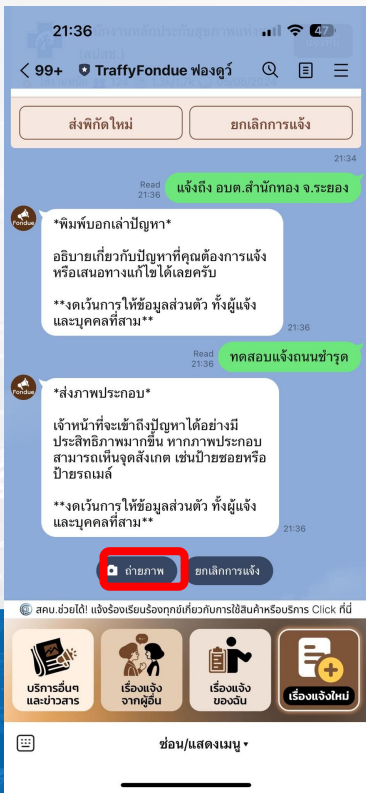 21:36
47
99+
TraffyFondue ฟองดูว์
ส่งพิกัดใหม่
ยกเลิกการแจ้ง
21:34
Read
21:36
แจ้งถึง อบต.สำนักทอง จ.ระยอง
Fondue
*พิมพ์บอกเล่าปัญหา*
อธิบายเกี่ยวกับปัญหาที่คุณต้องการแจ้ง
หรือเสนอทางแก้ไขได้เลยครับ
**งดเว้นการให้ข้อมูลส่วนตัว ทั้งผู้แจ้ง
และบุคคลที่สาม**
21:36
Read
21:36
ทดสอบแจ้งถนนชำรุด
Fondue
*ส่งภาพประกอบ*
เจ้าหน้าที่จะเข้าถึงปัญหาได้อย่างมี
ประสิทธิภาพมากขึ้น หากภาพประกอบ
สามารถเห็นจุดสังเกต เช่นป้ายซอยหรือ
ป้ายรถเมล์
**งดเว้นการให้ข้อมูลส่วนตัว ทั้งผู้แจ้ง
และบุคคลที่สาม**
21:36
ถ่ายภาพ
ยกเลิกการแจ้ง
สคบ.ช่วยได้! แจ้งร้องเรียนร้องทุกข์เกี่ยวกับการใช้สินค้าหรือบริการ Click ที่นี่
บริการอื่นๆ
และข่าวสาร
เรื่องแจ้ง
จากผู้อื่น
เรื่องแจ้ง
ของฉัน
เรื่องแจ้งใหม่
ซ่อน/แสดงเมนู